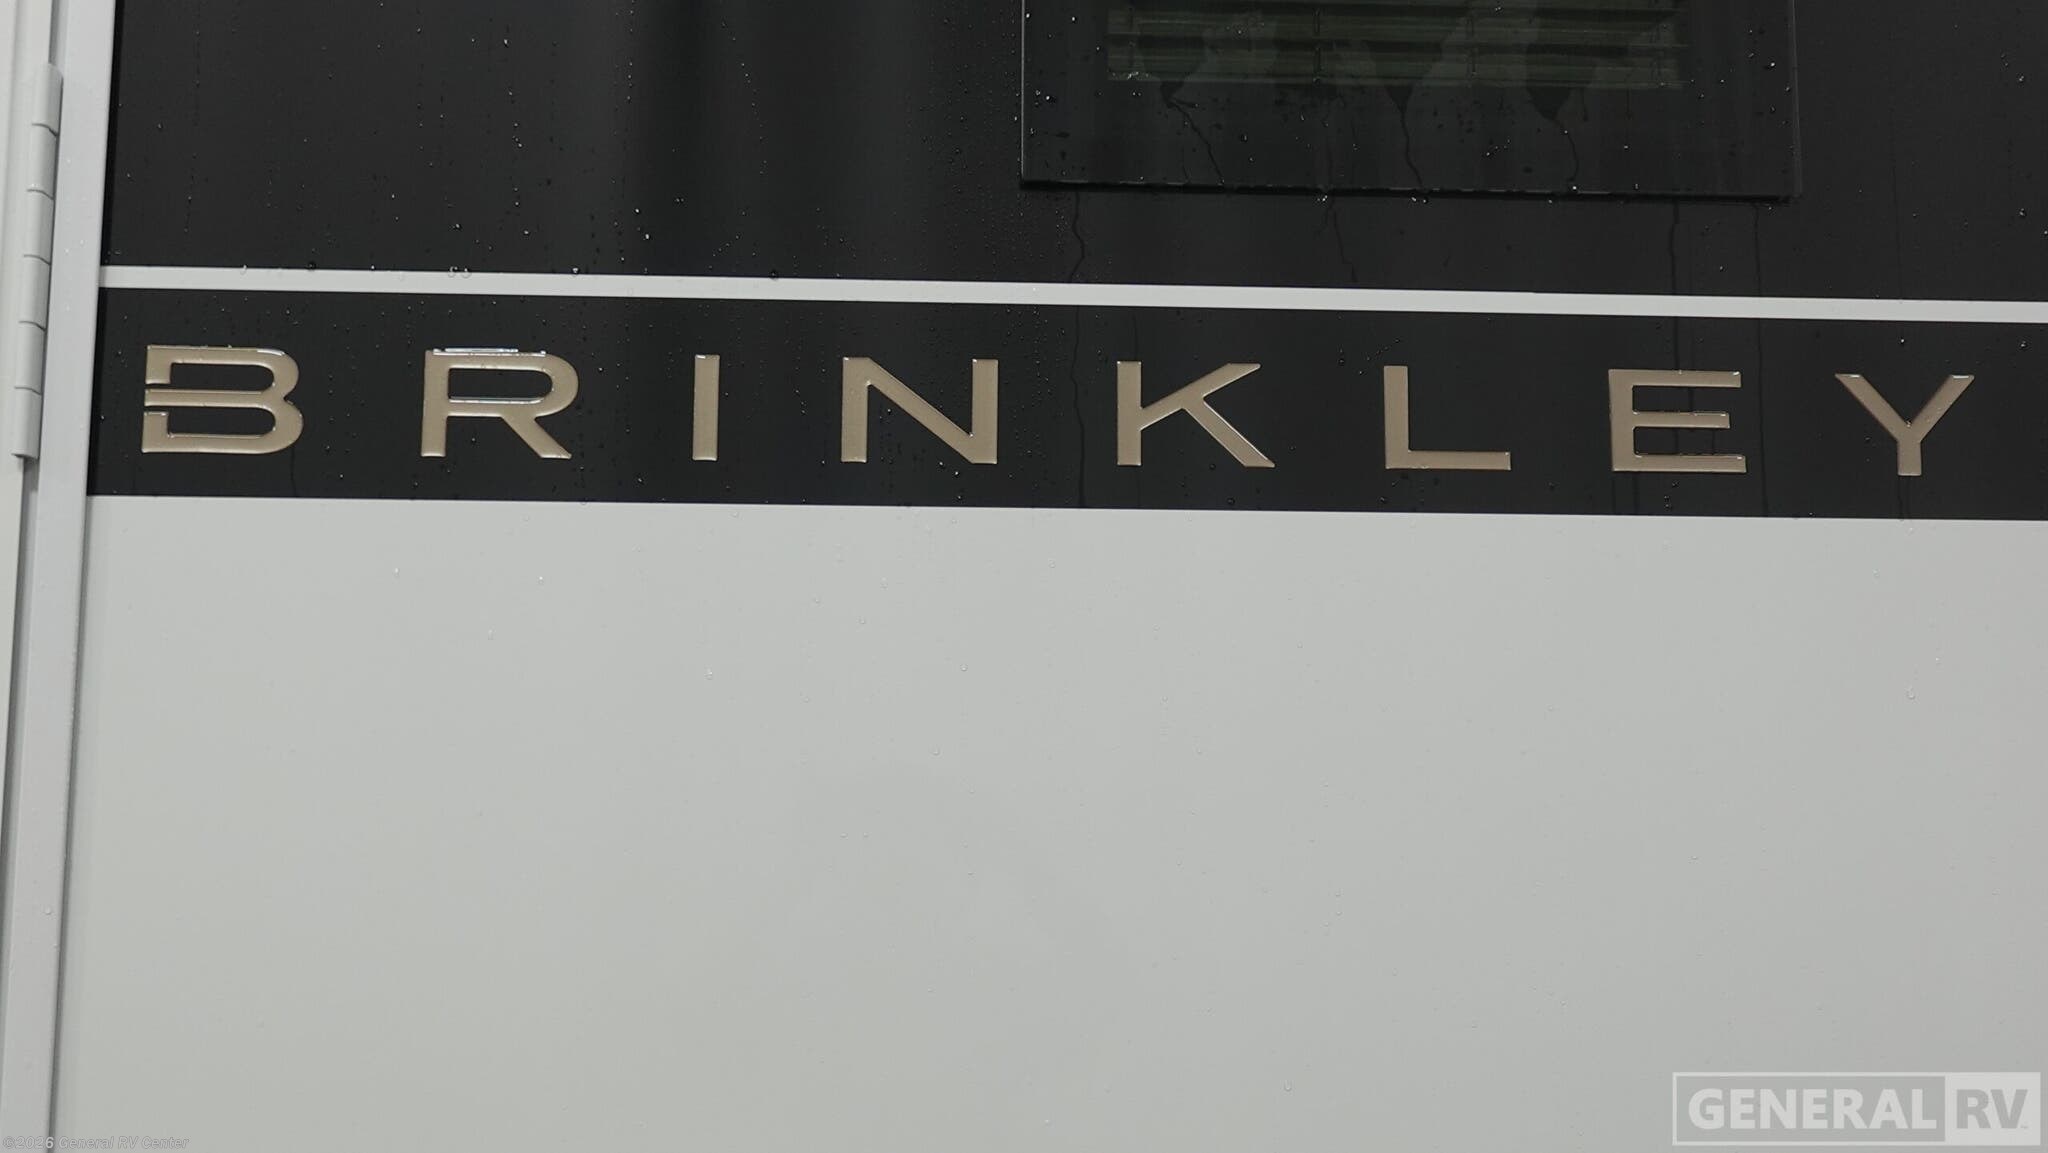 BRINKLEY
GENERAL RV
©2026 General RV Center